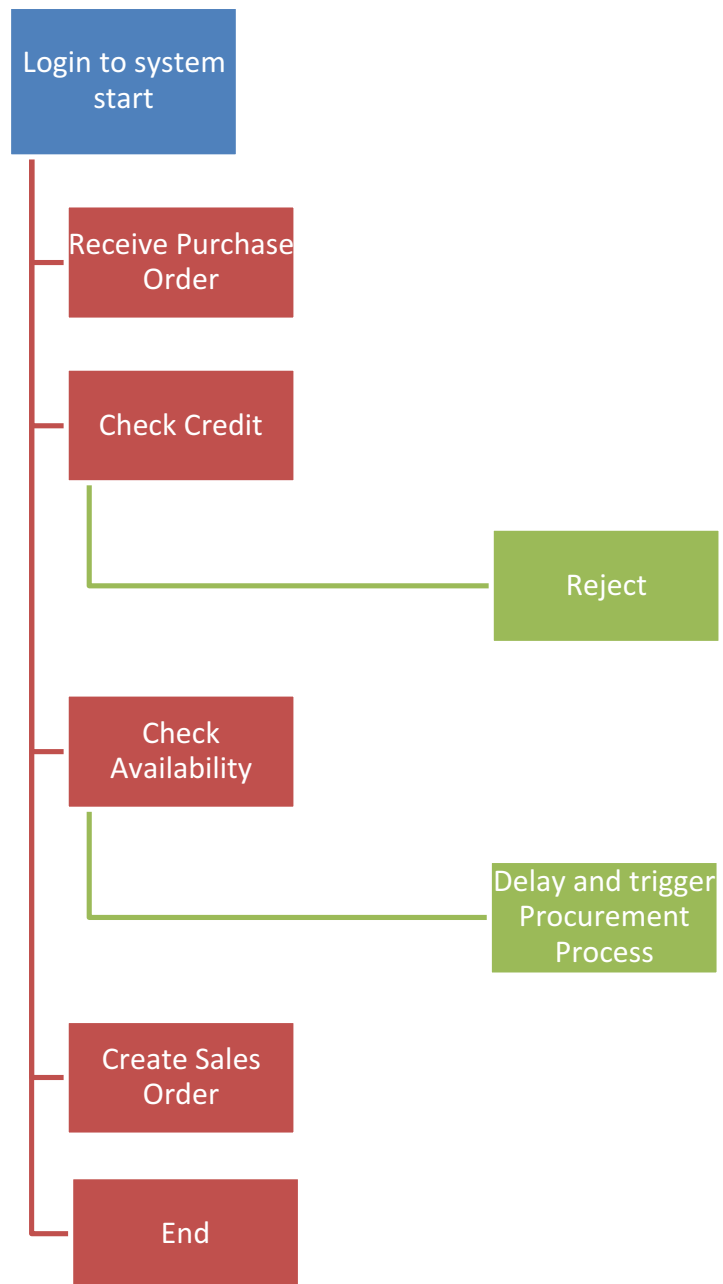 Login to system
start
Receive Purchase
Order
Check Credit
Reject
Check
Availability
Delay and trigger
Procurement
Process
Create Sales
Order
End